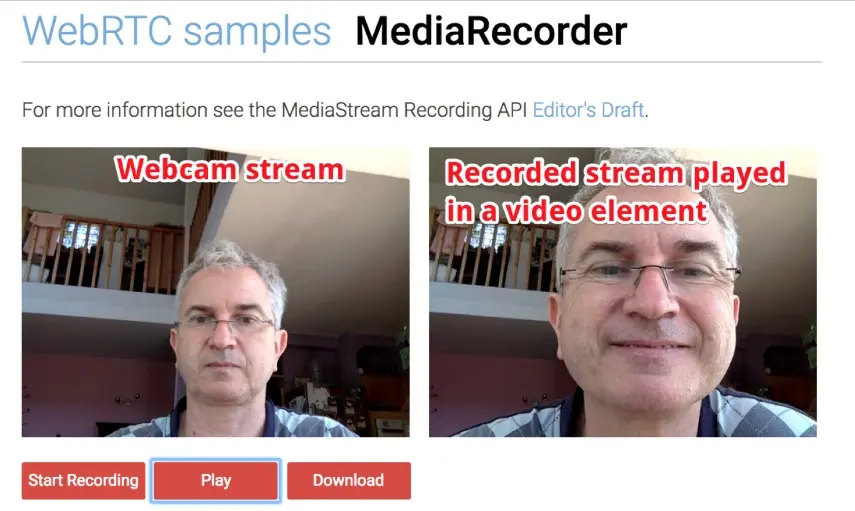 WebRTC samples MediaRecorder
For more information see the MediaStream Recording API Editor's Draft.
Webcam stream
Recorded stream played
in a video element
Start Recording
Play
Download